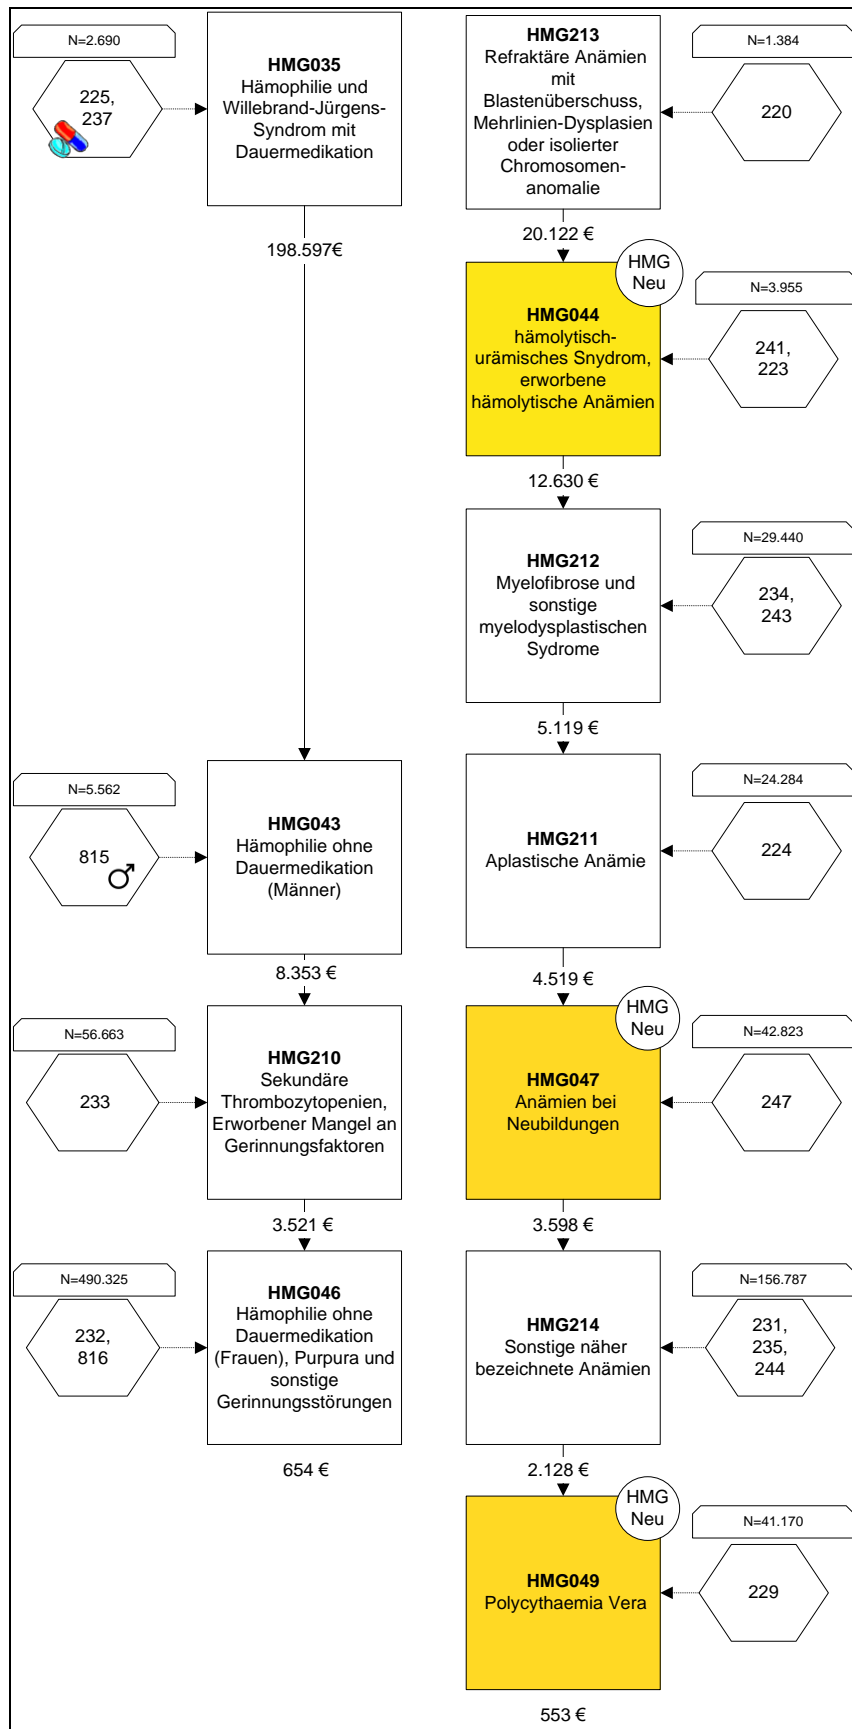 N=2.690
225,
237
HMG035
Hämophilie und
Willebrand-Jürgens-
Syndrom mit
Dauermedikation
198.597€
N=5.562
815
HMG043
Hämophilie ohne
Dauermedikation
(Männer)
8.353 €
N=56.663
233
HMG210
Sekundäre
Thrombozytopenien,
Erworbener Mangel an
Gerinnungsfaktoren
3.521 €
N=490.325
232,
816
HMG046
Hämophilie ohne
Dauermedikation
(Frauen), Purpura und
sonstige
Gerinnungsstörungen
654 €
HMG213
Refraktäre Anämien
mit
Blastenüberschuss,
Mehrlinien-Dysplasien
oder isolierter
Chromosomen-
anomalie
N=1.384
220
20.122 €
HMG
Neu
HMG044
hämolytisch-
urämisches Snydrom,
erworbene
hämolytische Anämien
N=3.955
241,
223
12.630 €
HMG212
Myelofibrose und
sonstige
myelodysplastischen
Sydrome
N=29.440
234,
243
5.119 €
HMG211
Aplastische Anämie
N=24.284
224
4.519 €
HMG
Neu
HMG047
Anämien bei
Neubildungen
N=42.823
247
3.598 €
HMG214
Sonstige näher
bezeichnete Anämien
N=156.787
231,
235,
244
2.128 €
HMG
Neu
HMG049
Polycythaemia Vera
N=41.170
229
553 €